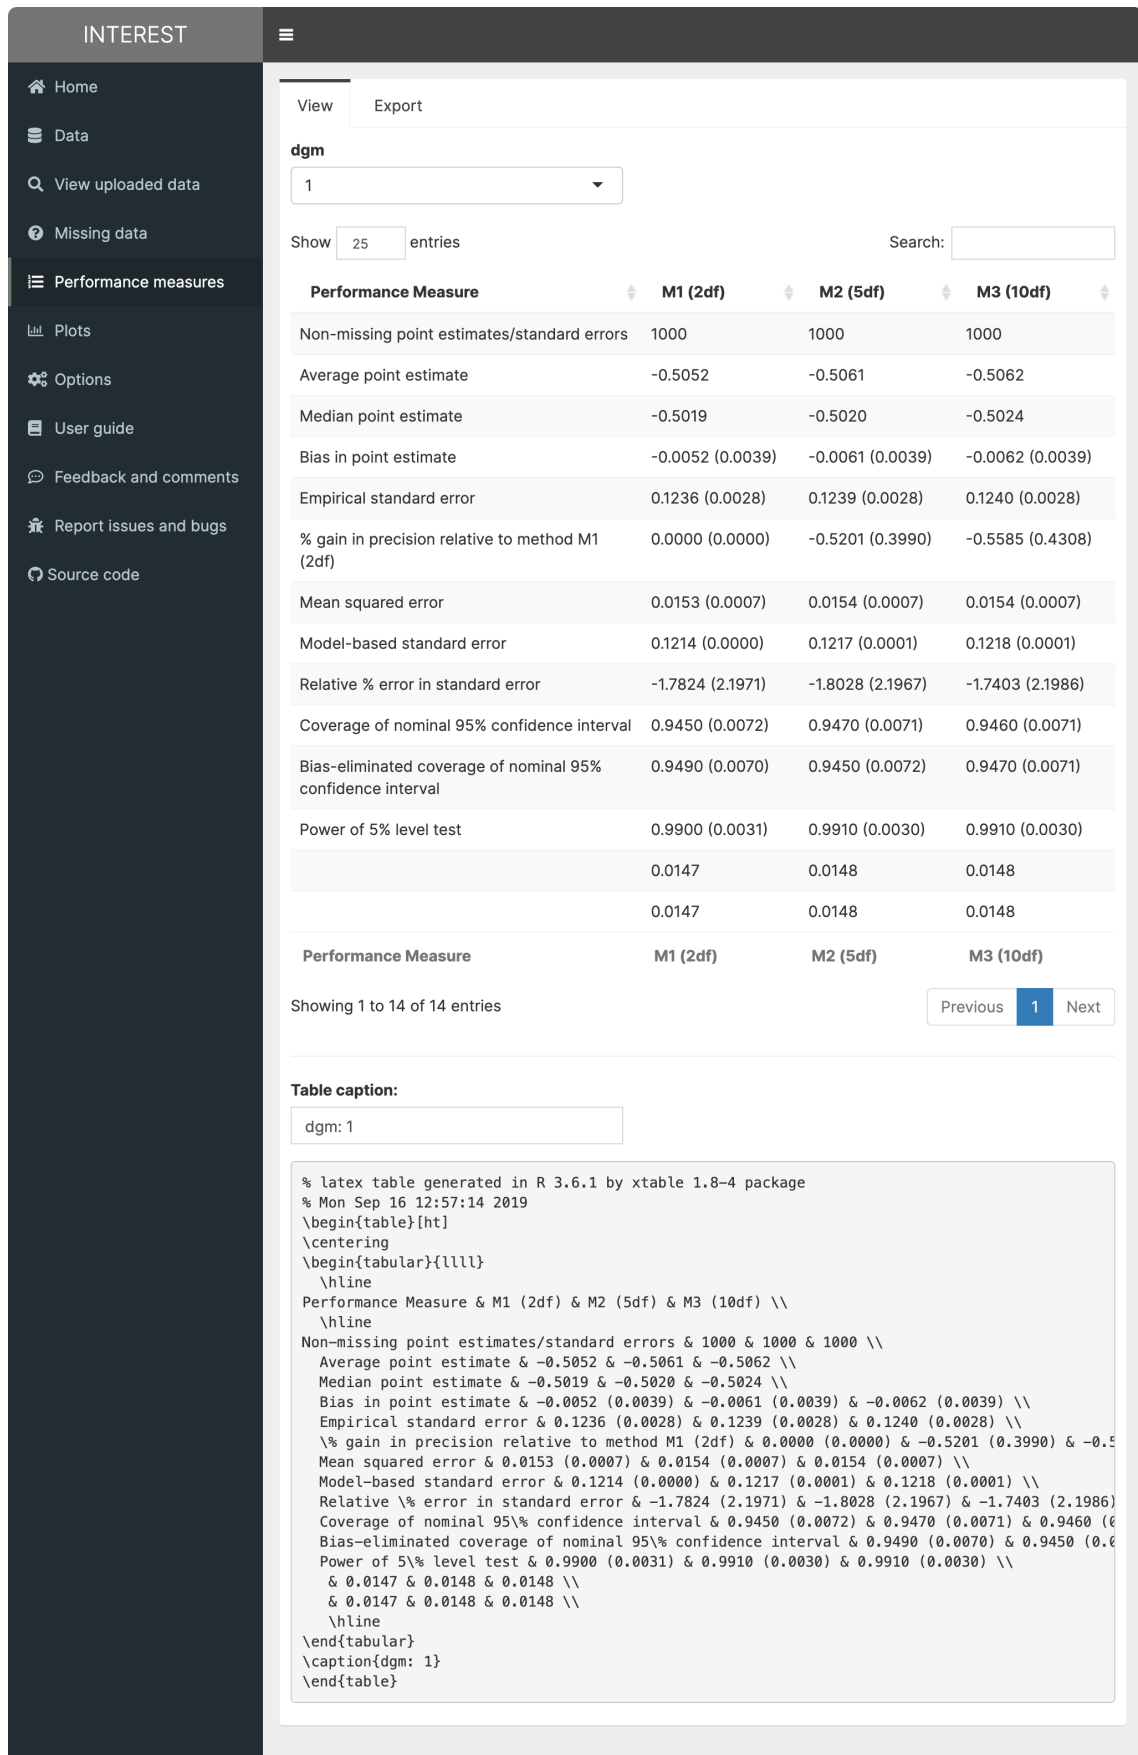 INTEREST
Home
Data
View uploaded data
Missing data
Performance measures
Plots
Options
User guide
Feedback and comments
Report issues and bugs
Source code
View Export
dgm
1
Show 25 entries Search:
Performance Measure M1 (2df) M2 (5df) M3 (10df)
Non-missing point estimates/standard errors 1000 1000 1000
Average point estimate -0.5052 -0.5061 -0.5062
Median point estimate -0.5019 -0.5020 -0.5024
Bias in point estimate -0.0052 (0.0039) -0.0061 (0.0039) -0.0062 (0.0039)
Empirical standard error 0.1236 (0.0028) 0.1239 (0.0028) 0.1240 (0.0028)
% gain in precision relative to method M1 0.0000 (0.0000) -0.5201 (0.3990) -0.5585 (0.4308)
(2df)
Mean squared error 0.0153 (0.0007) 0.0154 (0.0007) 0.0154 (0.0007)
Model-based standard error 0.1214 (0.0000) 0.1217 (0.0001) 0.1218 (0.0001)
Relative % error in standard error -1.7824 (2.1971) -1.8028 (2.1967) -1.7403 (2.1986)
Coverage of nominal 95% confidence interval 0.9450 (0.0072) 0.9470 (0.0071) 0.9460 (0.0071)
Bias-eliminated coverage of nominal 95% 0.9490 (0.0070) 0.9450 (0.0072) 0.9470 (0.0071)
confidence interval
Power of 5% level test 0.9900 (0.0031) 0.9910 (0.0030) 0.9910 (0.0030)
0.0147 0.0148 0.0148
0.0147 0.0148 0.0148
Performance Measure M1 (2df) M2 (5df) M3 (10df)
Showing 1 to 14 of 14 entries Previous 1 Next
Table caption:
dgm: 1
% latex table generated in R 3.6.1 by xtable 1.8-4 package
% Mon Sep 16 12:57:14 2019
\begin{table}[ht]
\centering
\begin{tabular}{llll}
\hline
Performance Measure & M1 (2df) & M2 (5df) & M3 (10df) \\
\hline
Non-missing point estimates/standard errors & 1000 & 1000 & 1000 \\
Average point estimate & -0.5052 & -0.5061 & -0.5062 \\
Median point estimate & -0.5019 & -0.5020 & -0.5024 \\
Bias in point estimate & -0.0052 (0.0039) & -0.0061 (0.0039) & -0.0062 (0.0039) \\
Empirical standard error & 0.1236 (0.0028) & 0.1239 (0.0028) & 0.1240 (0.0028) \\
\% gain in precision relative to method M1 (2df) & 0.0000 (0.0000) & -0.5201 (0.3990) & -0.5
Mean squared error & 0.0153 (0.0007) & 0.0154 (0.0007) & 0.0154 (0.0007) \\
Model-based standard error & 0.1214 (0.0000) & 0.1217 (0.0001) & 0.1218 (0.0001) \\
Relative \% error in standard error & -1.7824 (2.1971) & -1.8028 (2.1967) & -1.7403 (2.1986)
Coverage of nominal 95\% confidence interval & 0.9450 (0.0072) & 0.9470 (0.0071) & 0.9460 (
Bias-eliminated coverage of nominal 95\% confidence interval & 0.9490 (0.0070) & 0.9450 (0.
Power of 5\% level test & 0.9900 (0.0031) & 0.9910 (0.0030) & 0.9910 (0.0030) \\
& 0.0147 & 0.0148 & 0.0148 \\
& 0.0147 & 0.0148 & 0.0148 \\
\hline
\end{tabular}
\caption{dgm: 1}
\end{table}